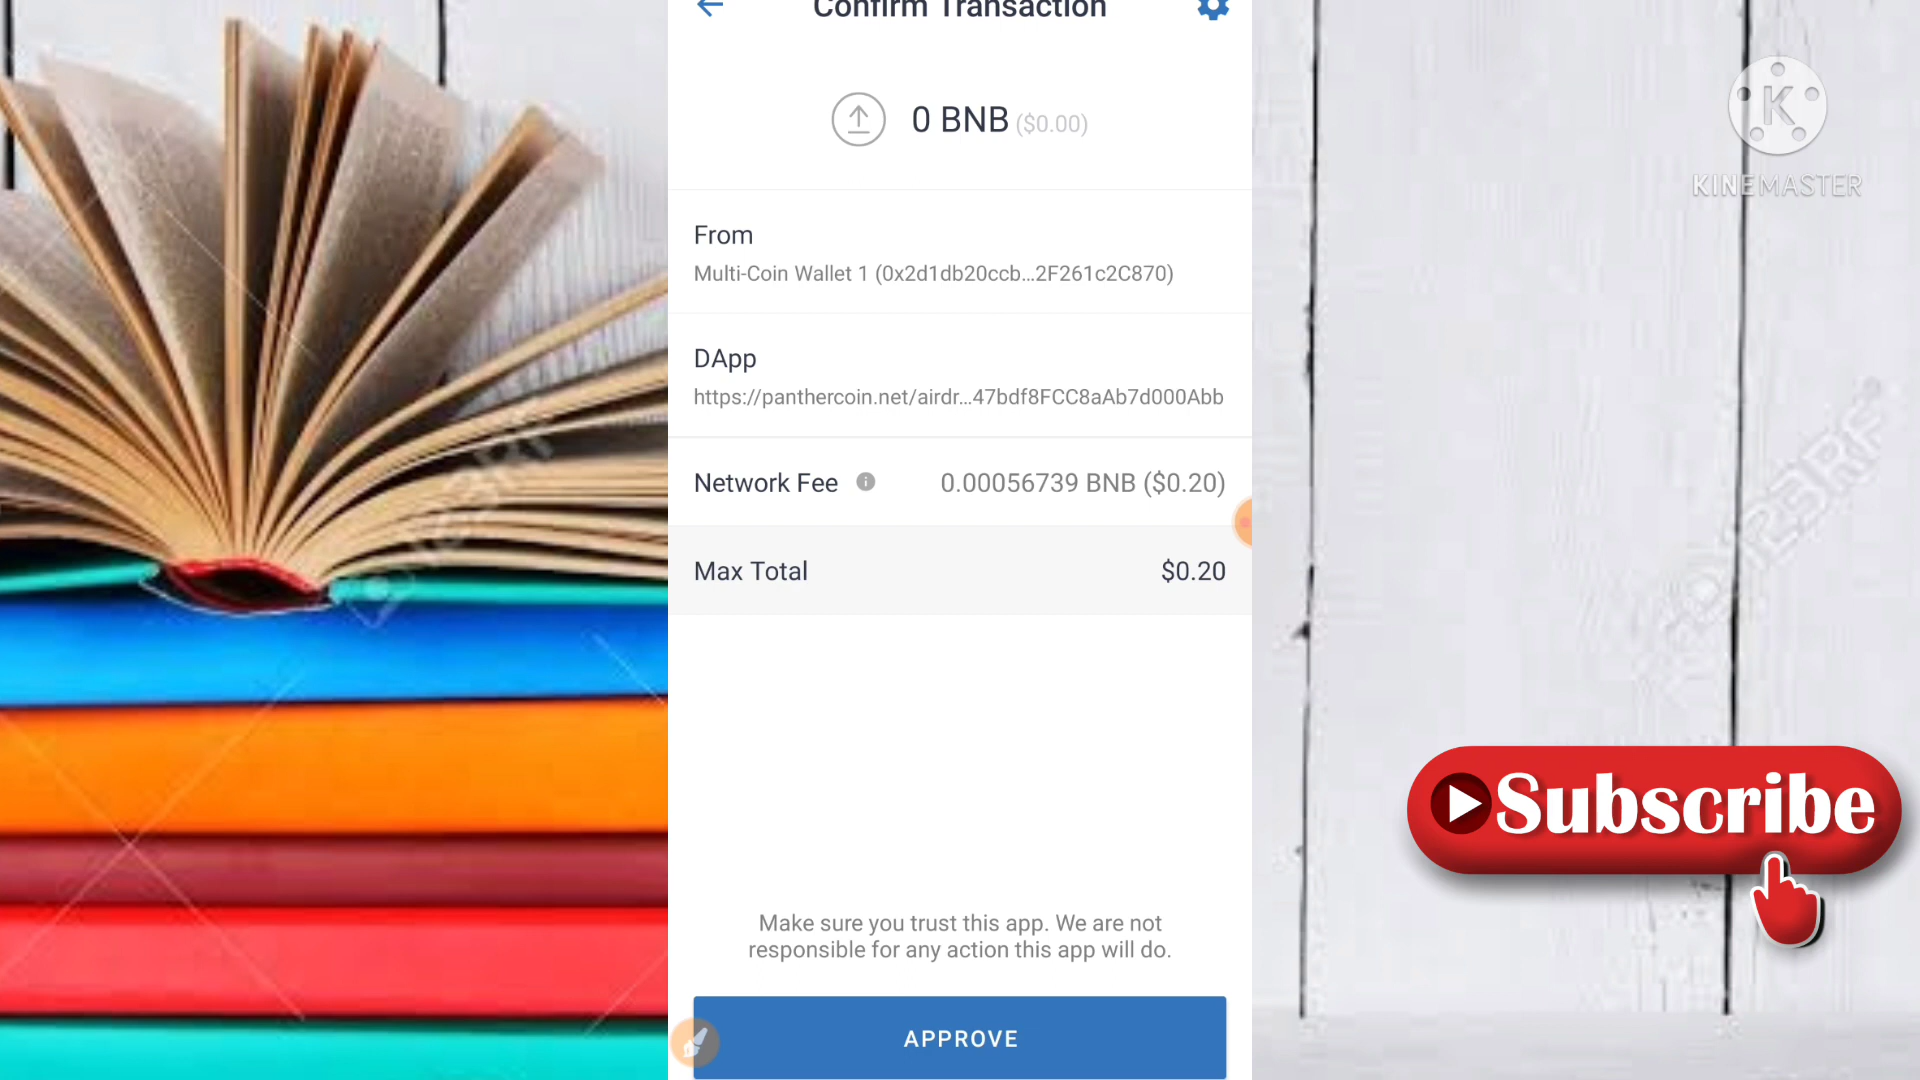 Confirm Transaction
0 BNB ($0.00)
From
Multi-Coin Wallet 1 (0x2d1db20ccb...2F261c2C870)
DApp
https://panthercoin.net/airdr...47bdf8FCC8aAb7d000Abb
Network Fee 0.00056739 BNB ($0.20)
Max Total $0.20
Make sure you trust this app. We are not
responsible for any action this app will do.
APPROVE
K
KINEMASTER
123RF
123RF
Subscribe